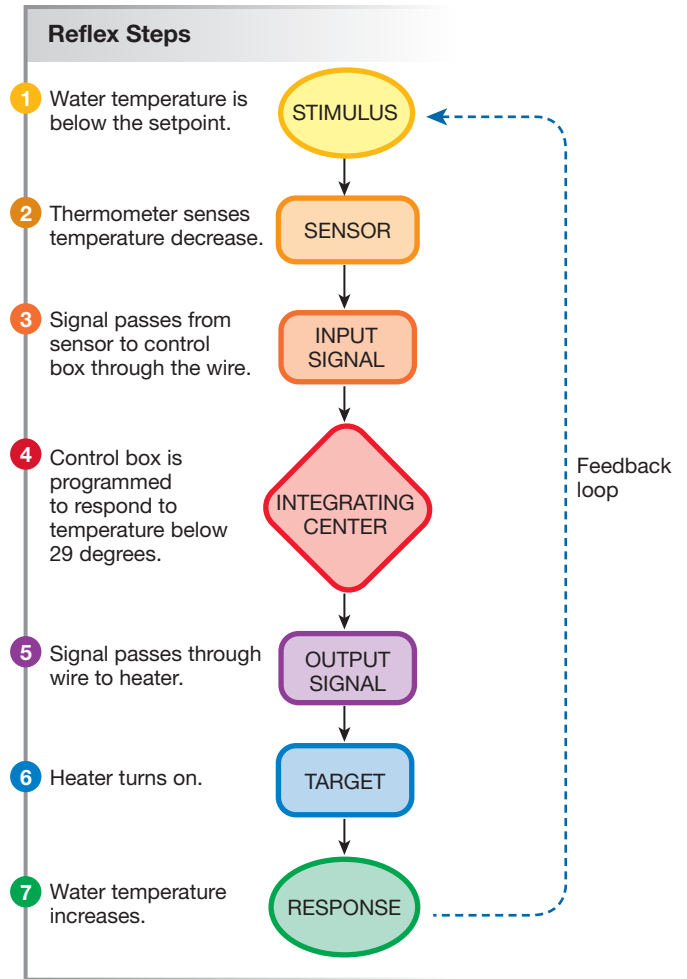 Reflex Steps
1
Water temperature is
below the setpoint.
STIMULUS
2
Thermometer senses
temperature decrease.
SENSOR
3
Signal passes from
sensor to control
box through the wire.
INPUT
SIGNAL
4
Control box is
programmed
to respond to
temperature below
29 degrees.
INTEGRATING
CENTER
Feedback
loop
5
Signal passes through
wire to heater.
OUTPUT
SIGNAL
6
Heater turns on.
TARGET
7
Water temperature
increases.
RESPONSE